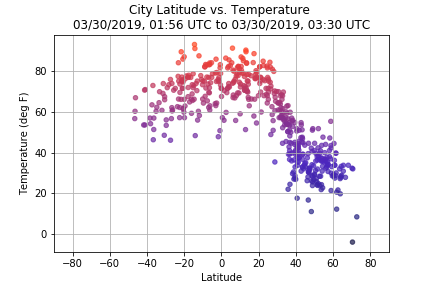 City Latitude vs. Temperature
03/30/2019, 01:56 UTC to 03/30/2019, 03:30 UTC
Temperature (deg F)
80
60
40
20
0
−80 −60 −40 −20 0 20 40 60 80
Latitude